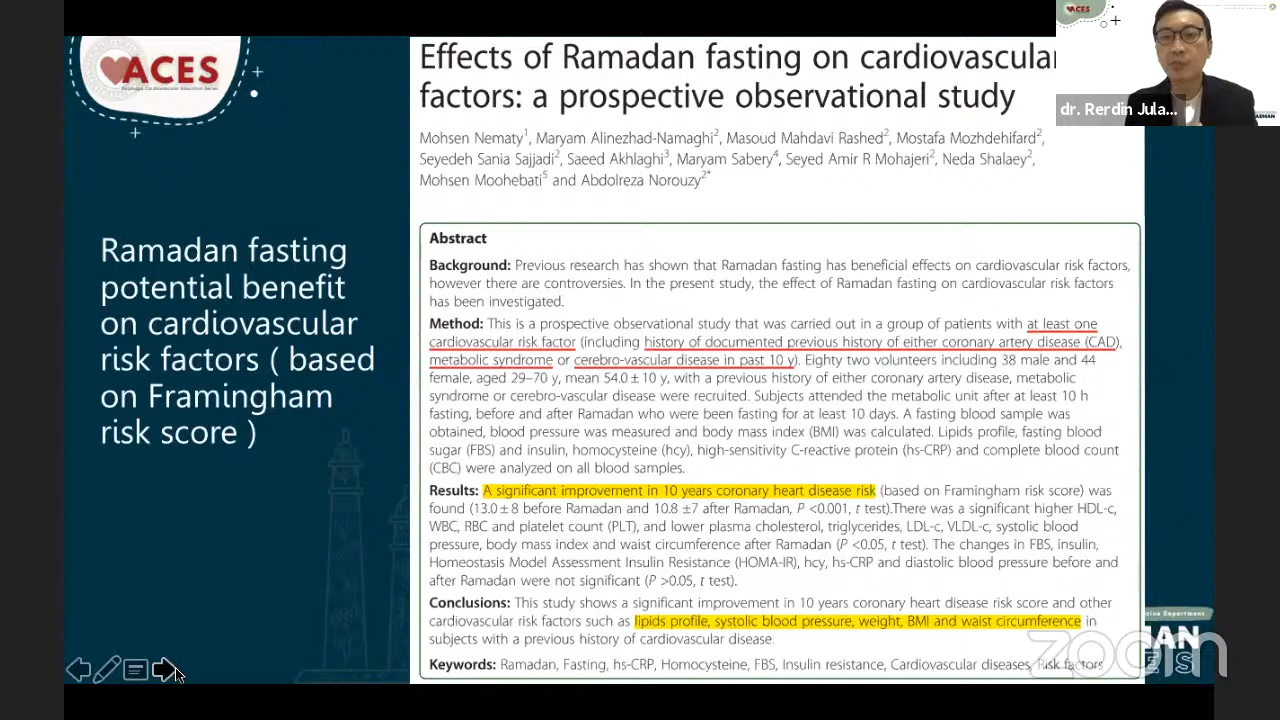 ACES
Effects of Ramadan fasting on cardiovascular
factors: a prospective observational study
Mohsen Nematy1, Maryam Alinezhad-Namaghi2, Masoud Mahdavi Rashed2, Mostafa Mozhdehifard2,
Seyedeh Sania Sajjadi2, Saeed Akhlaghi3, Maryam Sabery4, Seyed Amir R Mohajeri2, Neda Shalaey2,
Mohsen Moohebati5 and Abdolreza Norouzy2*
ACES
dr. Rerdin Jula...
Ramadan fasting
potential benefit
on cardiovascular
risk factors ( based
on Framingham
risk score )
Abstract
Background: Previous research has shown that Ramadan fasting has beneficial effects on cardiovascular risk factors,
however there are controversies. In the present study, the effect of Ramadan fasting on cardiovascular risk factors
has been investigated.
Method: This is a prospective observational study that was carried out in a group of patients with at least one
cardiovascular risk factor (including history of documented previous history of either coronary artery disease (CAD),
metabolic syndrome or cerebro-vascular disease in past 10 y). Eighty two volunteers including 38 male and 44
female, aged 29–70 y, mean 54.0 ± 10 y, with a previous history of either coronary artery disease, metabolic
syndrome or cerebro-vascular disease were recruited. Subjects attended the metabolic unit after at least 10 h
fasting, before and after Ramadan who were been fasting for at least 10 days. A fasting blood sample was
obtained, blood pressure was measured and body mass index (BMI) was calculated. Lipids profile, fasting blood
sugar (FBS) and insulin, homocysteine (hcy), high-sensitivity C-reactive protein (hs-CRP) and complete blood count
(CBC) were analyzed on all blood samples.
Results: A significant improvement in 10 years coronary heart disease risk (based on Framingham risk score) was
found (13.0 ± 8 before Ramadan and 10.8 ±7 after Ramadan, P <0.001, t test).There was a significant higher HDL-c,
WBC, RBC and platelet count (PLT), and lower plasma cholesterol, triglycerides, LDL-c, VLDL-c, systolic blood
pressure, body mass index and waist circumference after Ramadan (P <0.05, t test). The changes in FBS, insulin,
Homeostasis Model Assessment Insulin Resistance (HOMA-IR), hcy, hs-CRP and diastolic blood pressure before and
after Ramadan were not significant (P >0.05, t test).
Conclusions: This study shows a significant improvement in 10 years coronary heart disease risk score and other
cardiovascular risk factors such as lipids profile, systolic blood pressure, weight, BMI and waist circumference in
subjects with a previous history of cardiovascular disease.
Keywords: Ramadan, Fasting, hs-CRP, Homocysteine, FBS, Insulin resistance, Cardiovascular diseases, Risk factors
zoom